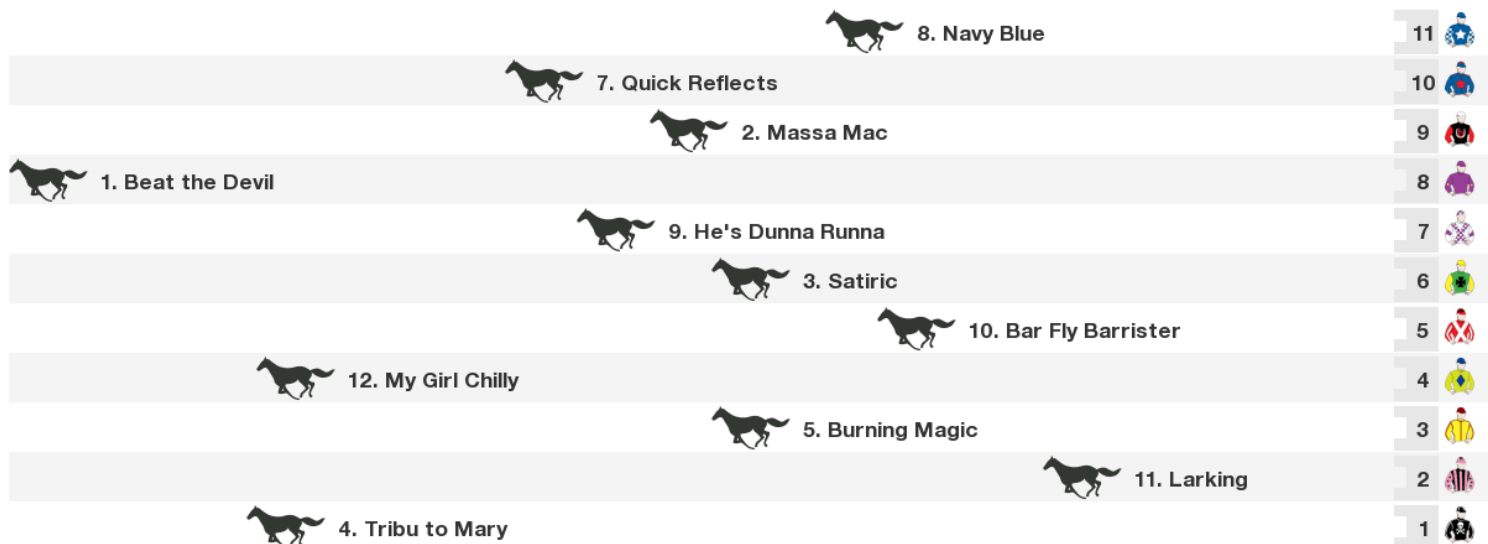 8. Navy Blue 11
7. Quick Reflects 10
2. Massa Mac 9
1. Beat the Devil 8
9. He's Dunna Runna 7
3. Satiric 6
10. Bar Fly Barrister 5
12. My Girl Chilly 4
5. Burning Magic 3
11. Larking 2
4. Tribu to Mary 1